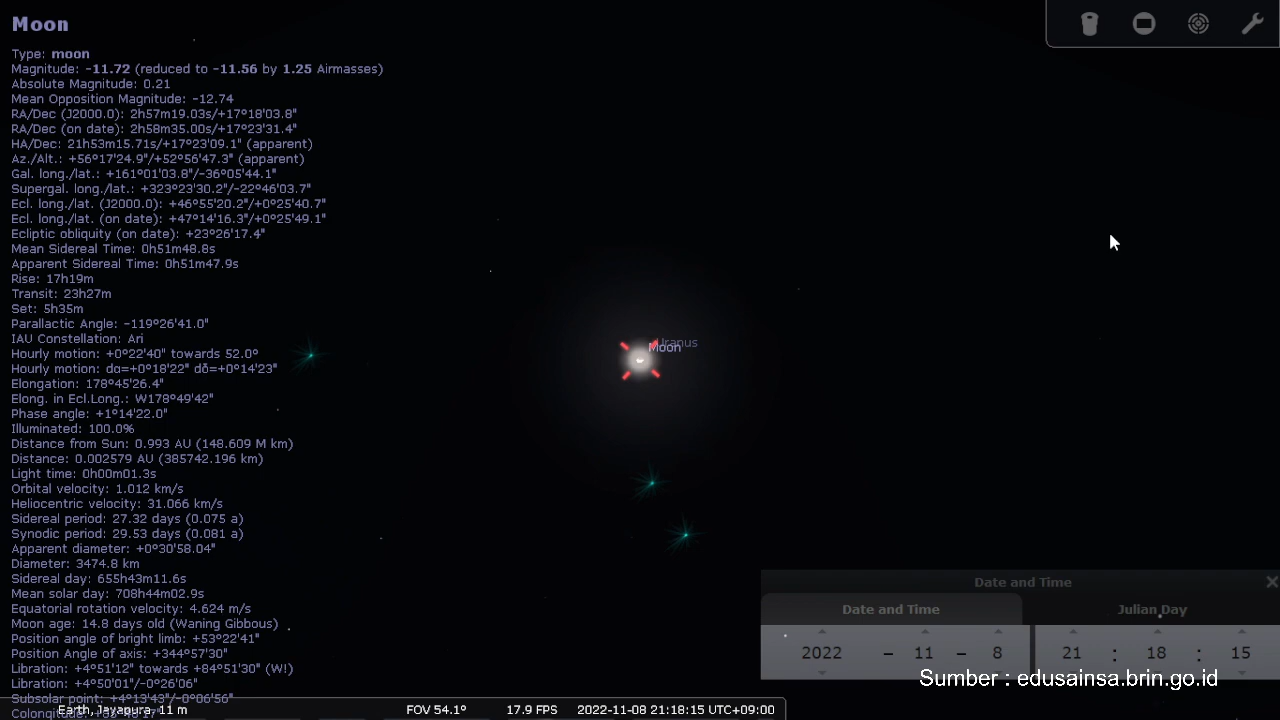 Moon
Type: moon
Magnitude: -11.72 (reduced to -11.56 by 1.25 Airmasses)
Absolute Magnitude: 0.21
Mean Opposition Magnitude: -12.74
RA/Dec (J2000.0): 2h57m19.03s/+17°18'03.8"
RA/Dec (on date): 2h58m35.00s/+17°23'31.4"
HA/Dec: 21h53m15.71s/+17°23'09.1" (apparent)
Az./Alt.: +56°17'24.9"/+52°56'47.3" (apparent)
Gal. long./lat.: +161°01'03.8"/-36°05'44.1"
Supergal. long./lat.: +323°23'30.2"/-22°46'03.7"
Ecl. long./lat. (J2000.0): +46°55'20.2"/+0°25'40.7"
Ecl. long./lat. (on date): +47°14'16.3"/+0°25'49.1"
Ecliptic obliquity (on date): +23°26'17.4"
Mean Sidereal Time: 0h51m48.8s
Apparent Sidereal Time: 0h51m47.9s
Rise: 17h19m
Transit: 23h27m
Set: 5h35m
Parallactic Angle: -119°26'41.0"
IAU Constellation: Ari
Hourly motion: +0°22'40" towards 52.0°
Hourly motion: dα=+0°18'22" dδ=+0°14'23"
Elongation: 178°45'26.4"
Elong. in Ecl.Long.: W178°49'42"
Phase angle: +1°14'22.0"
Illuminated: 100.0%
Distance from Sun: 0.993 AU (148.609 M km)
Distance: 0.002579 AU (385742.196 km)
Light time: 0h00m01.3s
Orbital velocity: 1.012 km/s
Heliocentric velocity: 31.066 km/s
Sidereal period: 27.32 days (0.075 a)
Synodic period: 29.53 days (0.081 a)
Apparent diameter: +0°30'58.04"
Diameter: 3474.8 km
Sidereal day: 655h43m11.6s
Mean solar day: 708h44m02.9s
Equatorial rotation velocity: 4.624 m/s
Moon age: 14.8 days old (Waning Gibbous)
Position angle of bright limb: +53°22'41"
Position Angle of axis: +344°57'30"
Libration: +4°51'12" towards +84°51'30" (W!)
Libration: +4°50'01"/-0°26'06"
Subsolar point: +4°13'43"/-0°06'56"
Colongitude:
Uranus
Moon
Date and Time
Date and Time Julian Day
2022 - 11 - 8 21 : 18 : 15
Sumber : edusainsa.brin.go.id
Earth, Jayapura, 11 m FOV 54.1° 17.9 FPS 2022-11-08 21:18:15 UTC+09:00